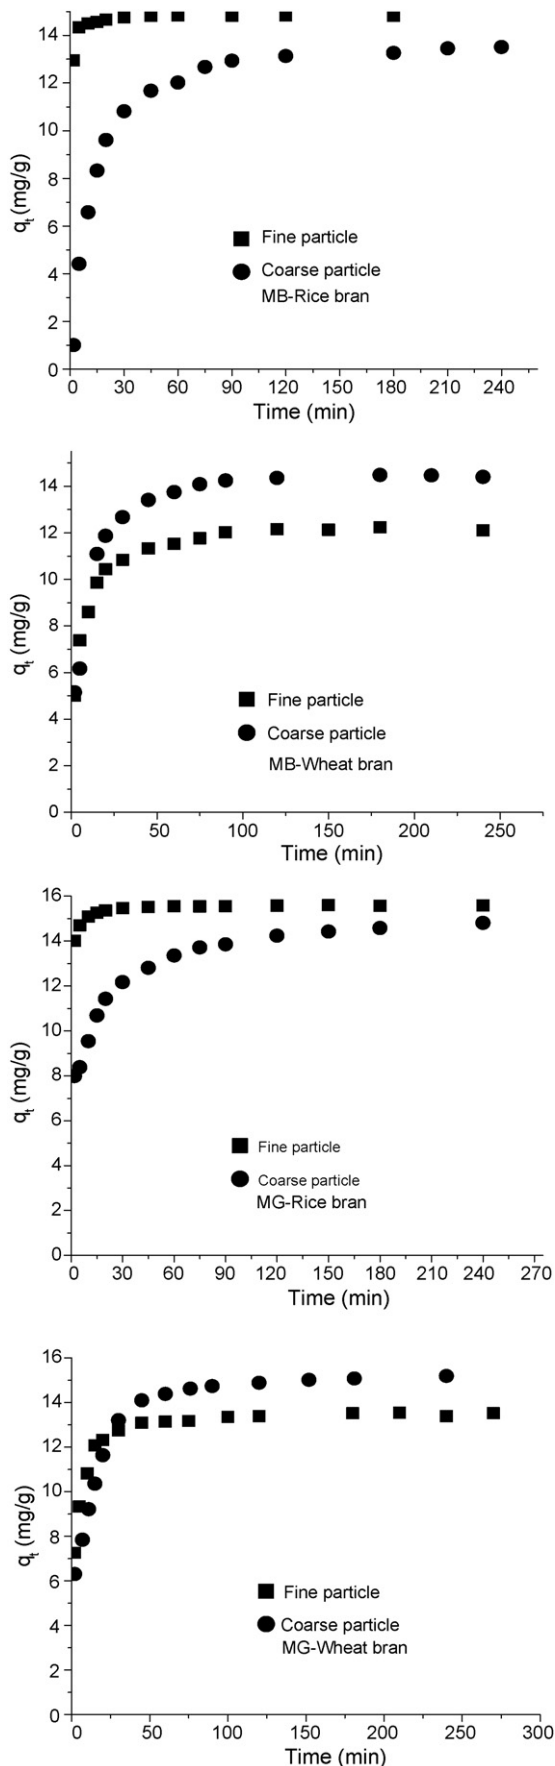 14
12
10
8
6
4
2
0
qt (mg/g)
Fine particle
Coarse particle
MB-Rice bran
0 30 60 90 120 150 180 210 240
Time (min)
14
12
10
8
6
4
2
0
qt (mg/g)
Fine particle
Coarse particle
MB-Wheat bran
0 50 100 150 200 250
Time (min)
16
14
12
10
8
6
4
2
0
qt (mg/g)
Fine particle
Coarse particle
MG-Rice bran
0 30 60 90 120 150 180 210 240 270
Time (min)
16
14
12
10
8
6
4
2
0
qt (mg/g)
Fine particle
Coarse particle
MG-Wheat bran
0 50 100 150 200 250 300
Time (min)